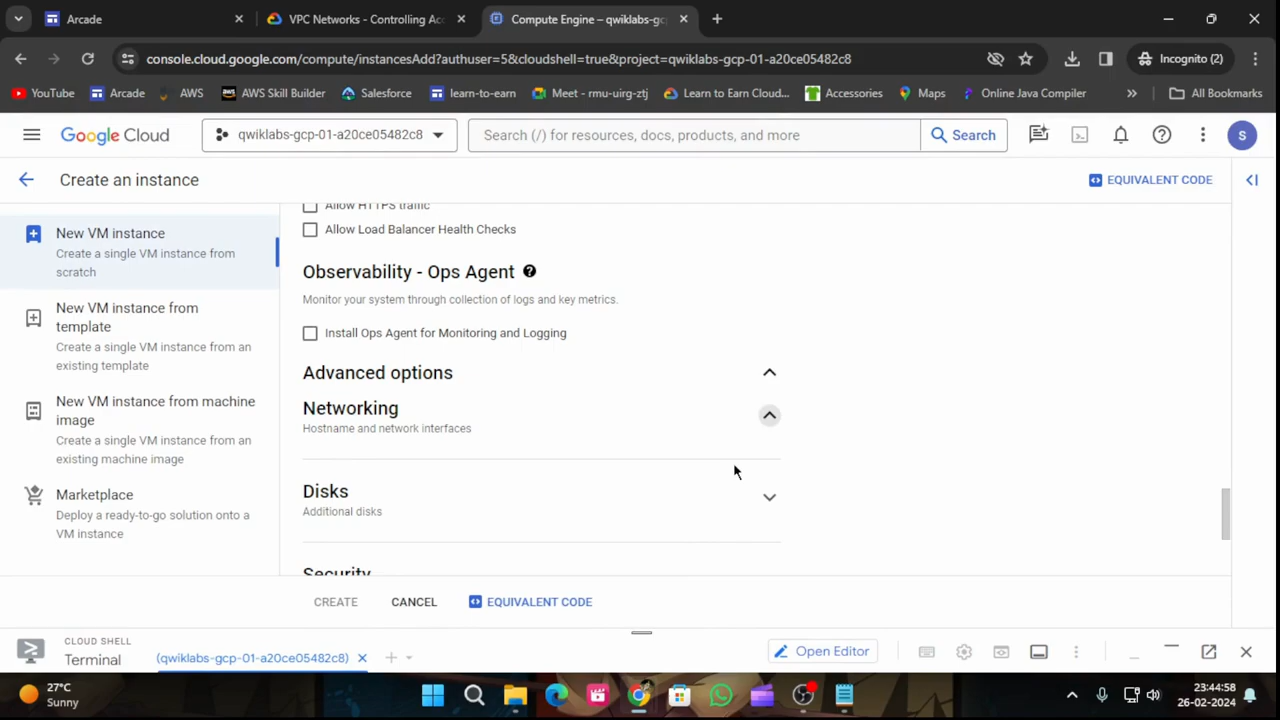 Arcade
VPC Networks - Controlling Acc
Compute Engine – qwiklabs-gc
console.cloud.google.com/compute/instancesAdd?authuser=5&cloudshell=true&project=qwiklabs-gcp-01-a20ce05482c8
Incognito (2)
YouTube
Arcade
AWS
AWS Skill Builder
Salesforce
learn-to-earn
Meet - rmu-uirg-ztj
Learn to Earn Cloud...
Accessories
Maps
Online Java Compiler
All Bookmarks
Google Cloud
qwiklabs-gcp-01-a20ce05482c8
Search (/) for resources, docs, products, and more
Search
S
Create an instance
EQUIVALENT CODE
New VM instance
Create a single VM instance from
scratch
New VM instance from
template
Create a single VM instance from an
existing template
New VM instance from machine
image
Create a single VM instance from an
existing machine image
Marketplace
Deploy a ready-to-go solution onto a
VM instance
Allow HTTPS traffic
Allow Load Balancer Health Checks
Observability - Ops Agent
Monitor your system through collection of logs and key metrics.
Install Ops Agent for Monitoring and Logging
Advanced options
Networking
Hostname and network interfaces
Disks
Additional disks
Security
CREATE
CANCEL
EQUIVALENT CODE
CLOUD SHELL
Terminal
(qwiklabs-gcp-01-a20ce05482c8)
Open Editor
27°C
Sunny
23:44:58
26-02-2024